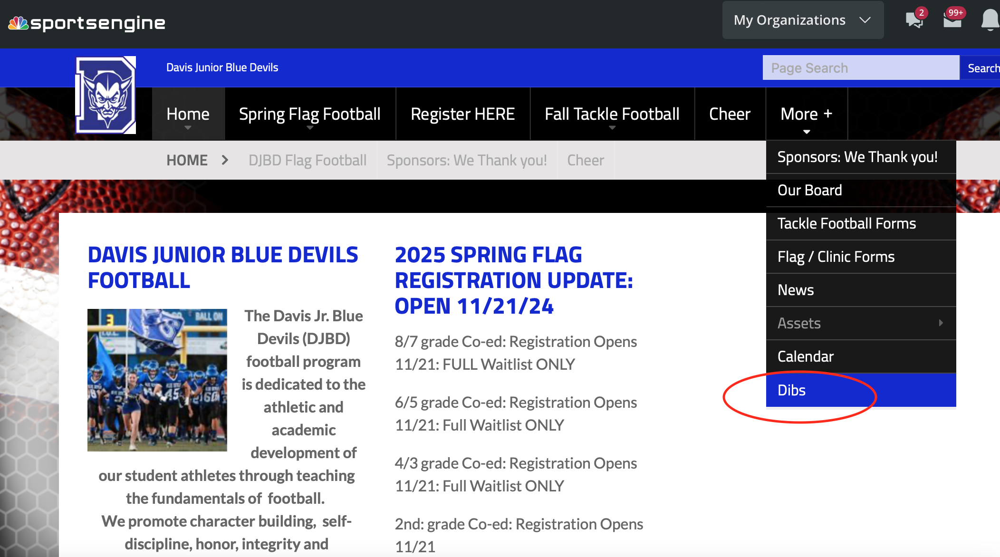 sportsengine
My Organizations
2
99+
Davis Junior Blue Devils
Page Search
Search
Home
Spring Flag Football
Register HERE
Fall Tackle Football
Cheer
More +
HOME
DJBD Flag Football
Sponsors: We Thank you!
Cheer
Sponsors: We Thank you!
Our Board
Tackle Football Forms
Flag / Clinic Forms
News
Assets
Calendar
Dibs
DAVIS JUNIOR BLUE DEVILS
FOOTBALL
3
BALL ON
45
60
The Davis Jr. Blue
Devils (DJBD)
football program
is dedicated to the
athletic and
academic
development of
our student athletes through teaching
the fundamentals of football.
We promote character building, self-
discipline, honor, integrity and
2025 SPRING FLAG
REGISTRATION UPDATE:
OPEN 11/21/24
8/7 grade Co-ed: Registration Opens
11/21: FULL Waitlist ONLY
6/5 grade Co-ed: Registration Opens
11/21: Full Waitlist ONLY
4/3 grade Co-ed: Registration Opens
11/21: Full Waitlist ONLY
2nd: grade Co-ed: Registration Opens
11/21